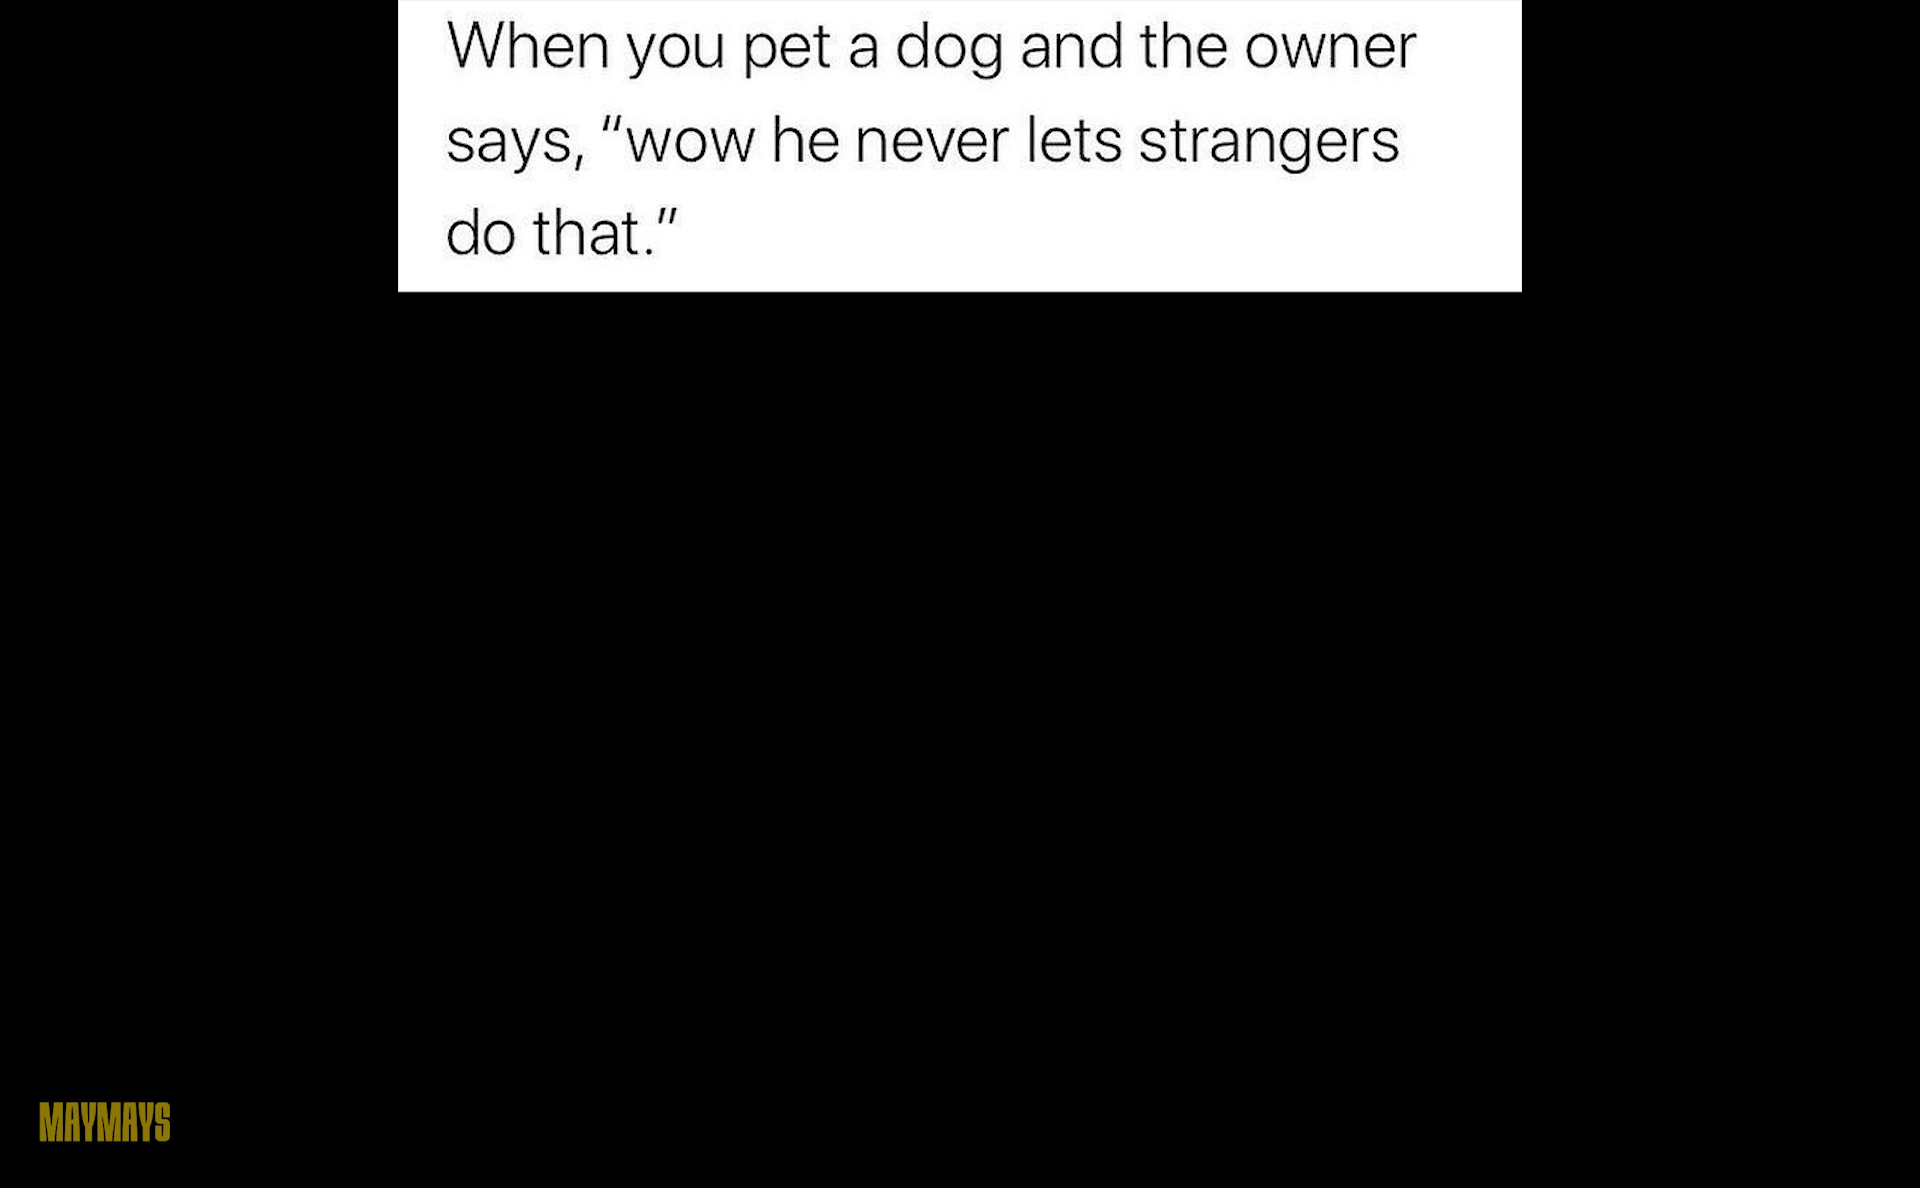 When you pet a dog and the owner
says, “wow he never lets strangers
do that.”
MAYMAYS